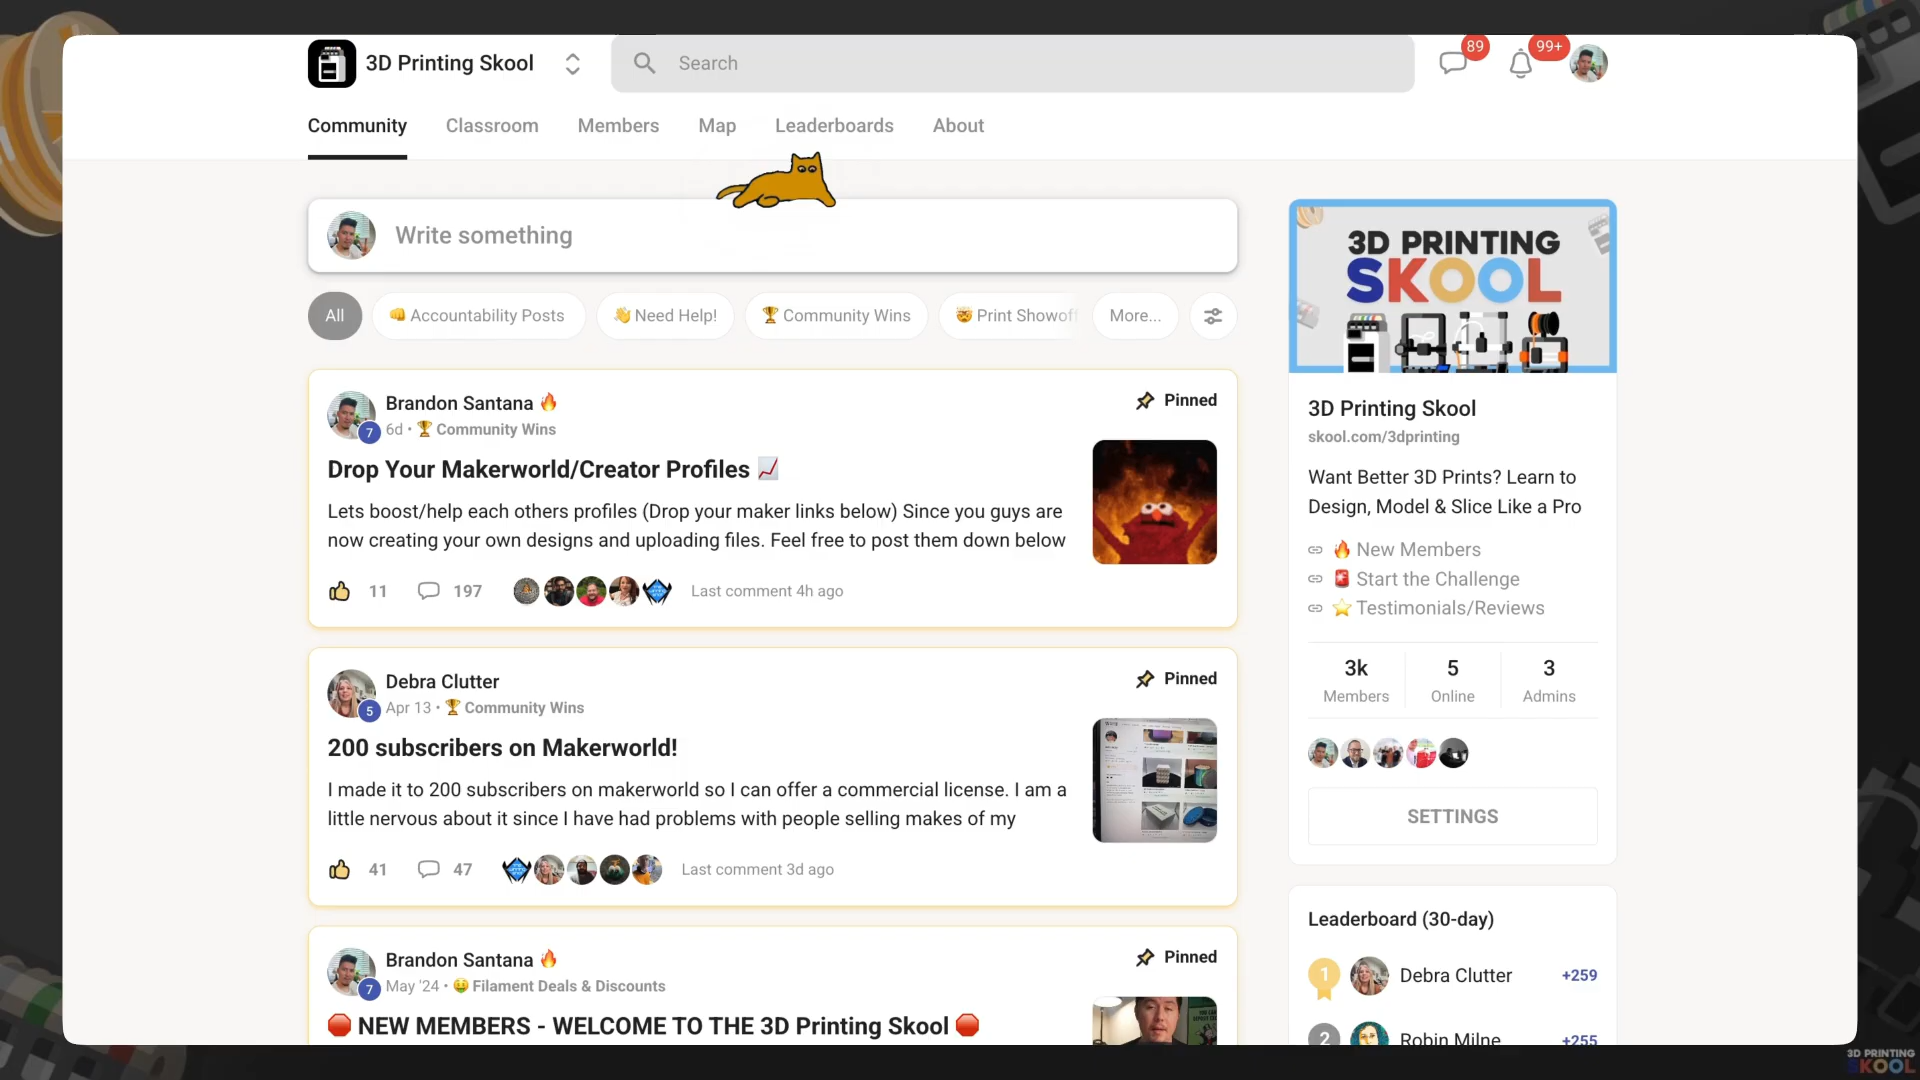 3D Printing Skool
Search
89
99+
Community
Classroom
Members
Map
Leaderboards
About
Write something
All
👊 Accountability Posts
👋 Need Help!
🏆 Community Wins
🤯 Print Showoff
More...
Brandon Santana 🔥
Pinned
7
6d • 🏆 Community Wins
Drop Your Makerworld/Creator Profiles 📈
Lets boost/help each others profiles (Drop your maker links below) Since you guys are
now creating your own designs and uploading files. Feel free to post them down below
11
197
Last comment 4h ago
Debra Clutter
Pinned
5
Apr 13 • 🏆 Community Wins
200 subscribers on Makerworld!
I made it to 200 subscribers on makerworld so I can offer a commercial license. I am a
little nervous about it since I have had problems with people selling makes of my
41
47
Last comment 3d ago
Brandon Santana 🔥
Pinned
7
May '24 • 🤑 Filament Deals & Discounts
🛑 NEW MEMBERS - WELCOME TO THE 3D Printing Skool 🛑
3D PRINTING
SKOOL
3D Printing Skool
skool.com/3dprinting
Want Better 3D Prints? Learn to
Design, Model & Slice Like a Pro
🔥 New Members
🚨 Start the Challenge
⭐ Testimonials/Reviews
3k
Members
5
Online
3
Admins
SETTINGS
Leaderboard (30-day)
1
Debra Clutter
+259
2
Robin Milne
+255
3D PRINTING
SKOOL